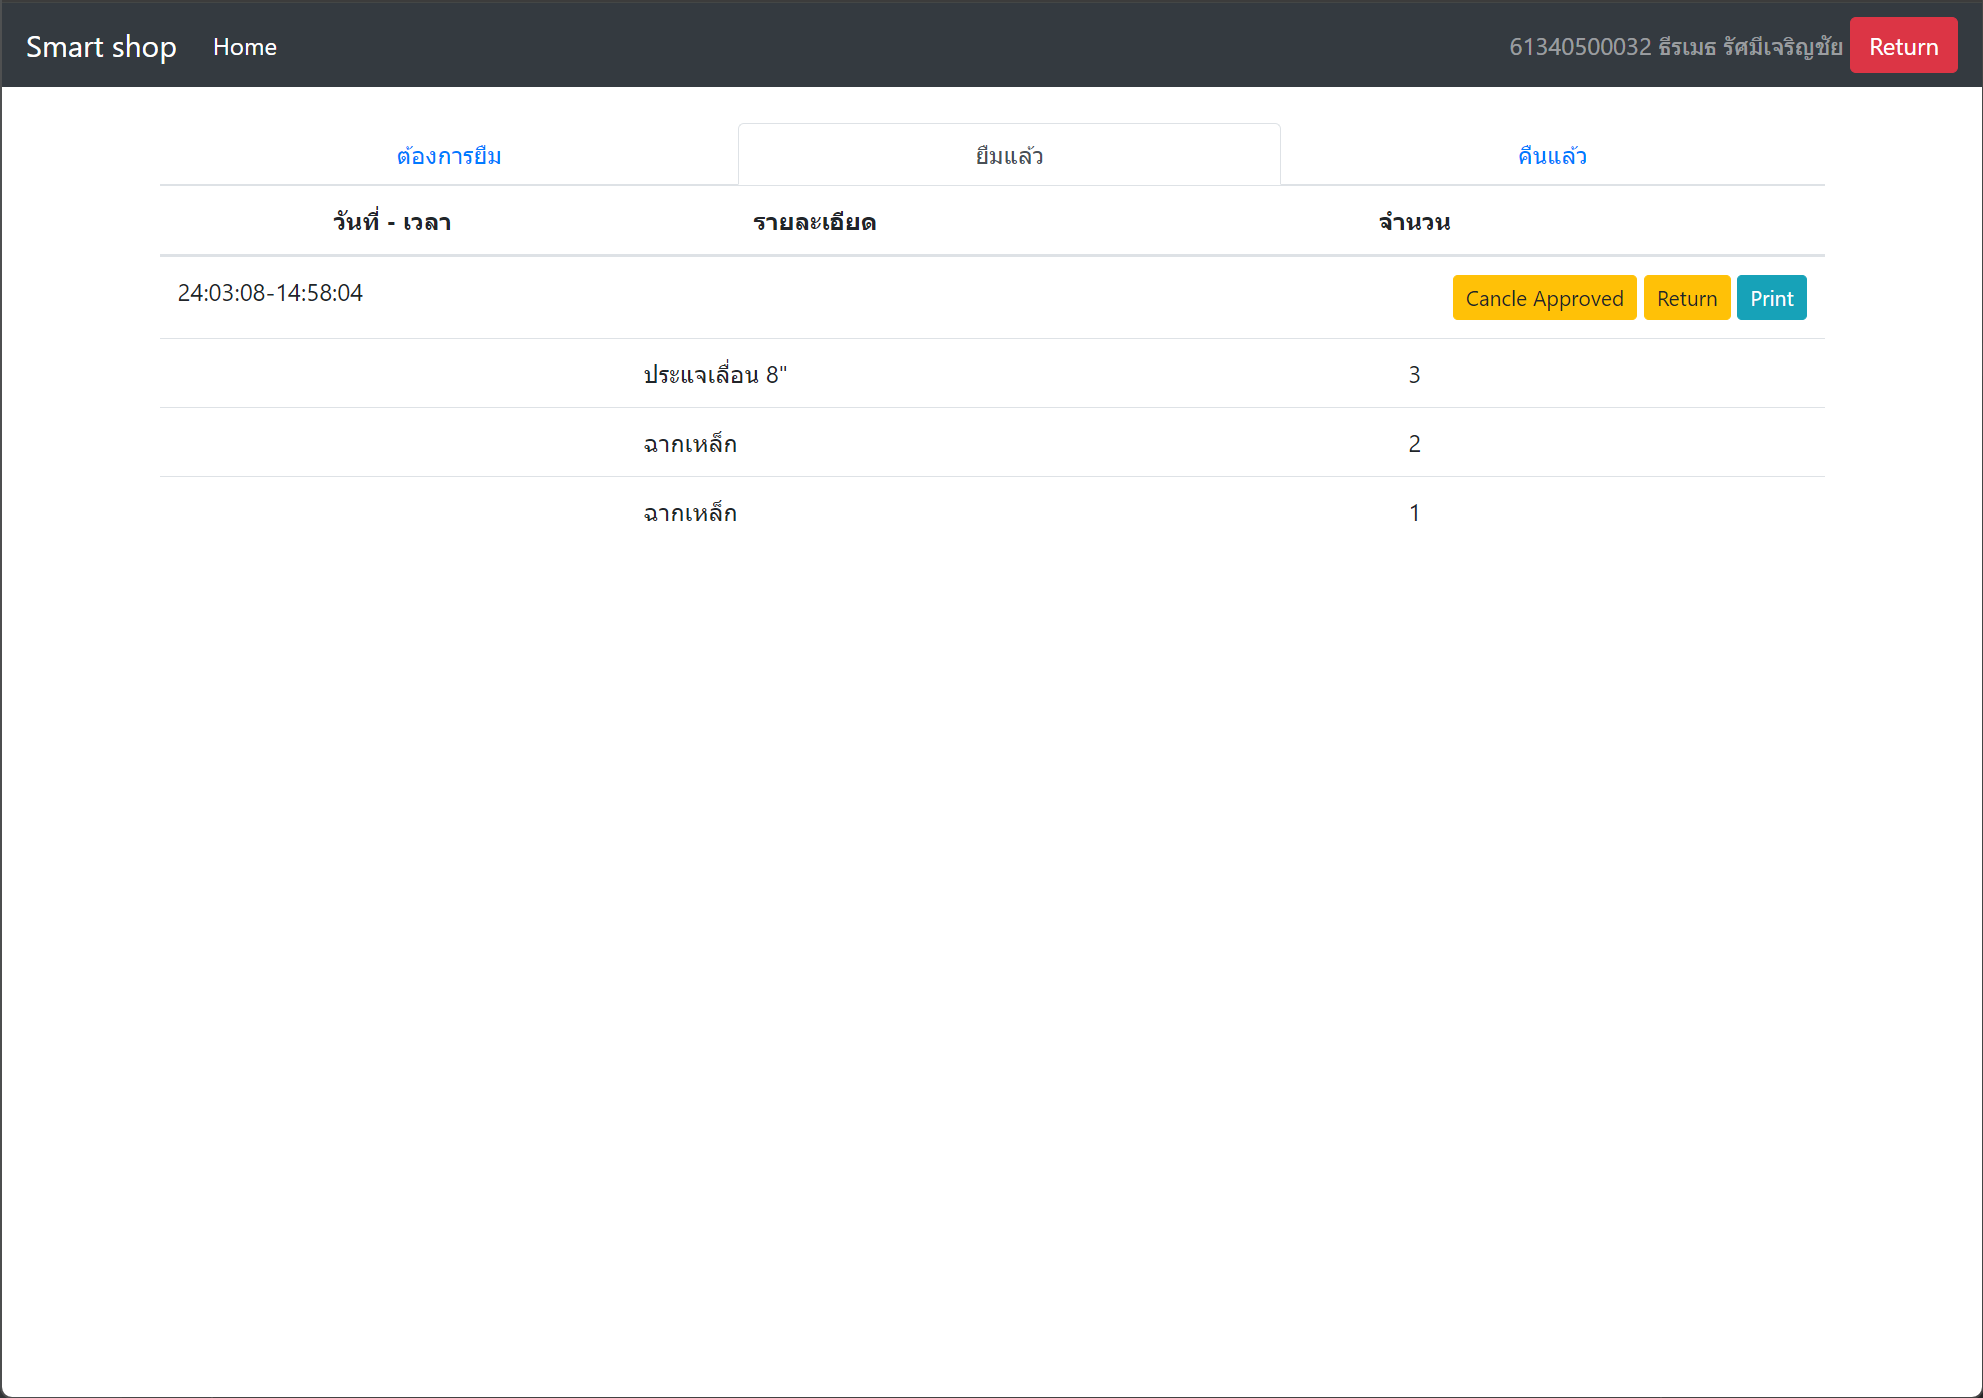 Smart shop Home 61340500032 ธีรเมธ รัศมีเจริญชัย Return
ต้องการยืม ยืมแล้ว คืนแล้ว
วันที่ - เวลา รายละเอียด จำนวน
24:03:08-14:58:04 Cancle Approved Return Print
ประแจเลื่อน 8" 3
ฉากเหล็ก 2
ฉากเหล็ก 1